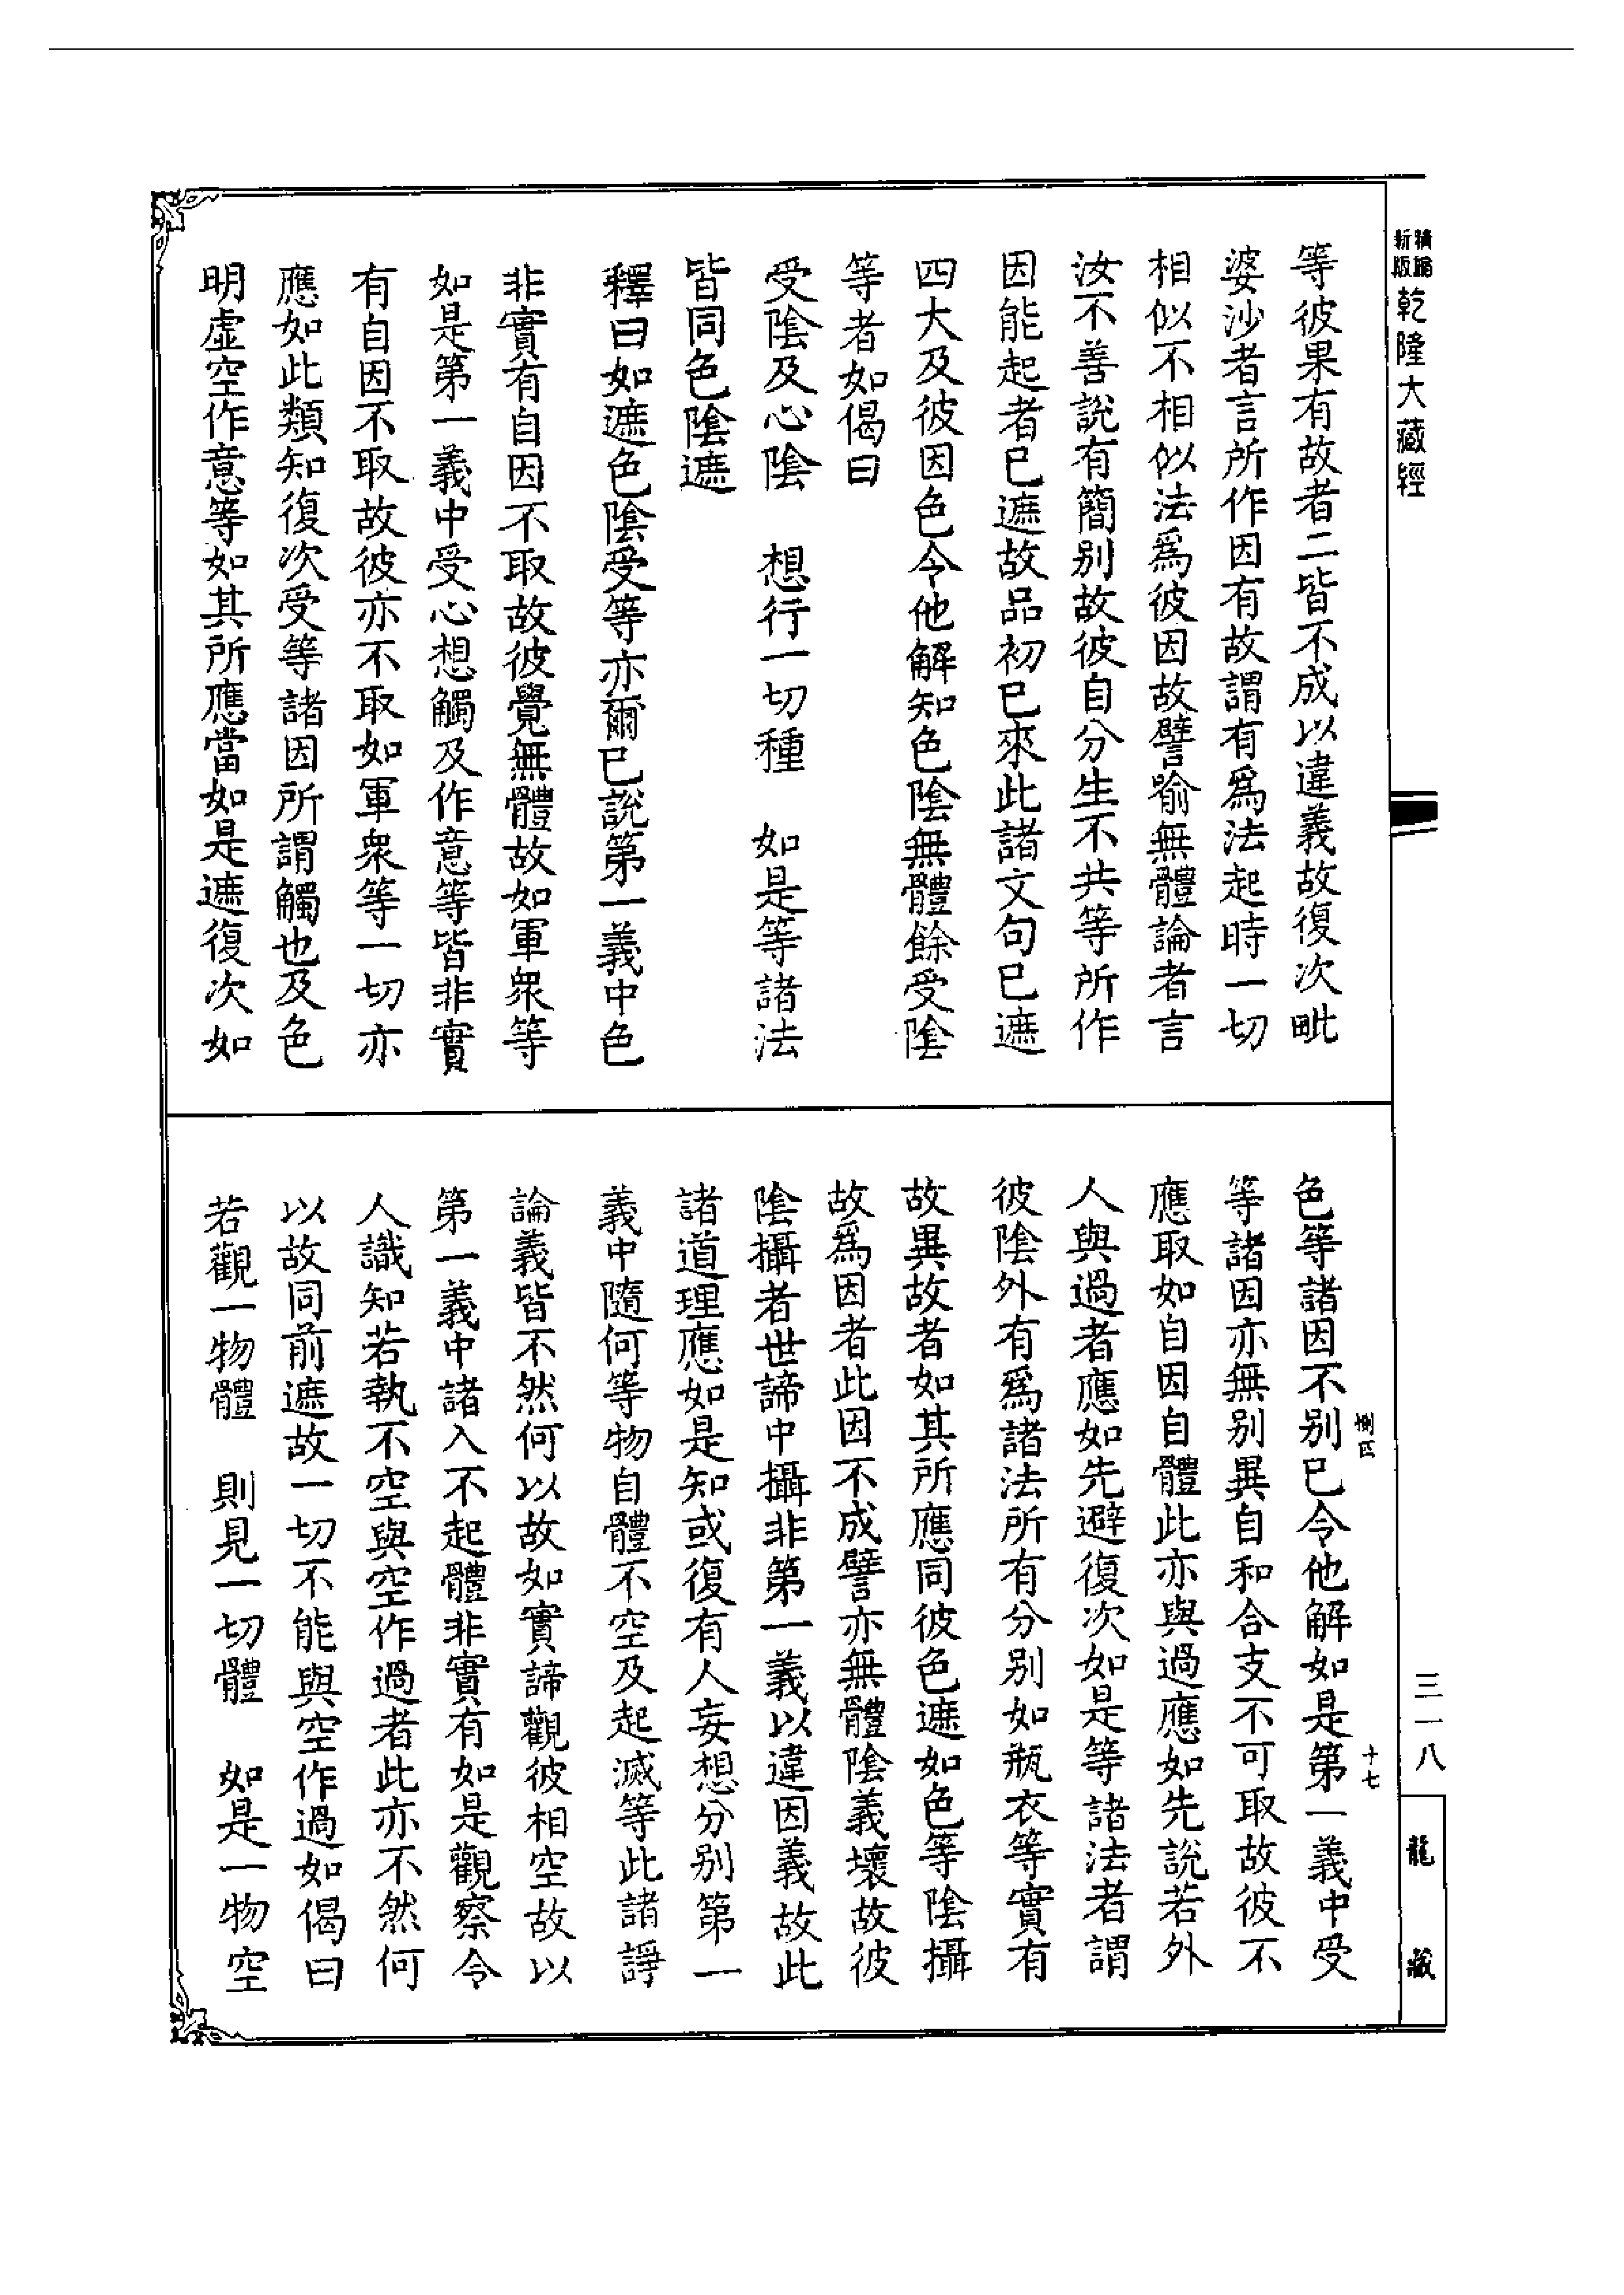 精編
新版
乾隆大藏經
等彼果有故者二皆不成以違義故復次毗
婆沙者言所作因有故謂有為法起時一切
相似不相似法為彼因故譬喻無體論者言
汝不善說有簡別故彼自分生不共等所作
因能起者已遮故品初已來此諸文句已遮
四大及彼因色令他解知色陰無體餘受陰
等者如偈曰
受陰及心陰　想行一切種　如是等諸法
皆同色陰遮
釋曰如遮色陰受等亦爾已說第一義中色
非實有自因不取故彼覺無體故如軍衆等
如是第一義中受心想觸及作意等皆非實
有自因不取故彼亦不取如軍衆等一切亦
應如此類知復次受等諸因所謂觸也及色
明虛空作意等如其所應當如是遮復次如
色等諸因不別已令他解如是第一義中受
等諸因亦無別異自和合支不可取故彼不
應取如自因自體此亦與過應如先說若外
人與過者應如先避復次如是等諸法者謂
彼陰外有為諸法所有分別如瓶衣等實有
故異故者如其所應同彼色遮如色等陰攝
故為因者此因不成譬亦無體陰義壞故彼
陰攝者世諦中攝非第一義以違因義故此
諸道理應如是知或復有人妄想分別第一
義中隨何等物自體不空及起滅等此諸諍
論義皆不然何以故如實諦觀彼相空故以
第一義中諸入不起體非實有如是觀察令
人識知若執不空與空作過者此亦不然何
以故同前遮故一切不能與空作過如偈曰
若觀一物體　則見一切體　如是一物空
三一八
十七
龍藏